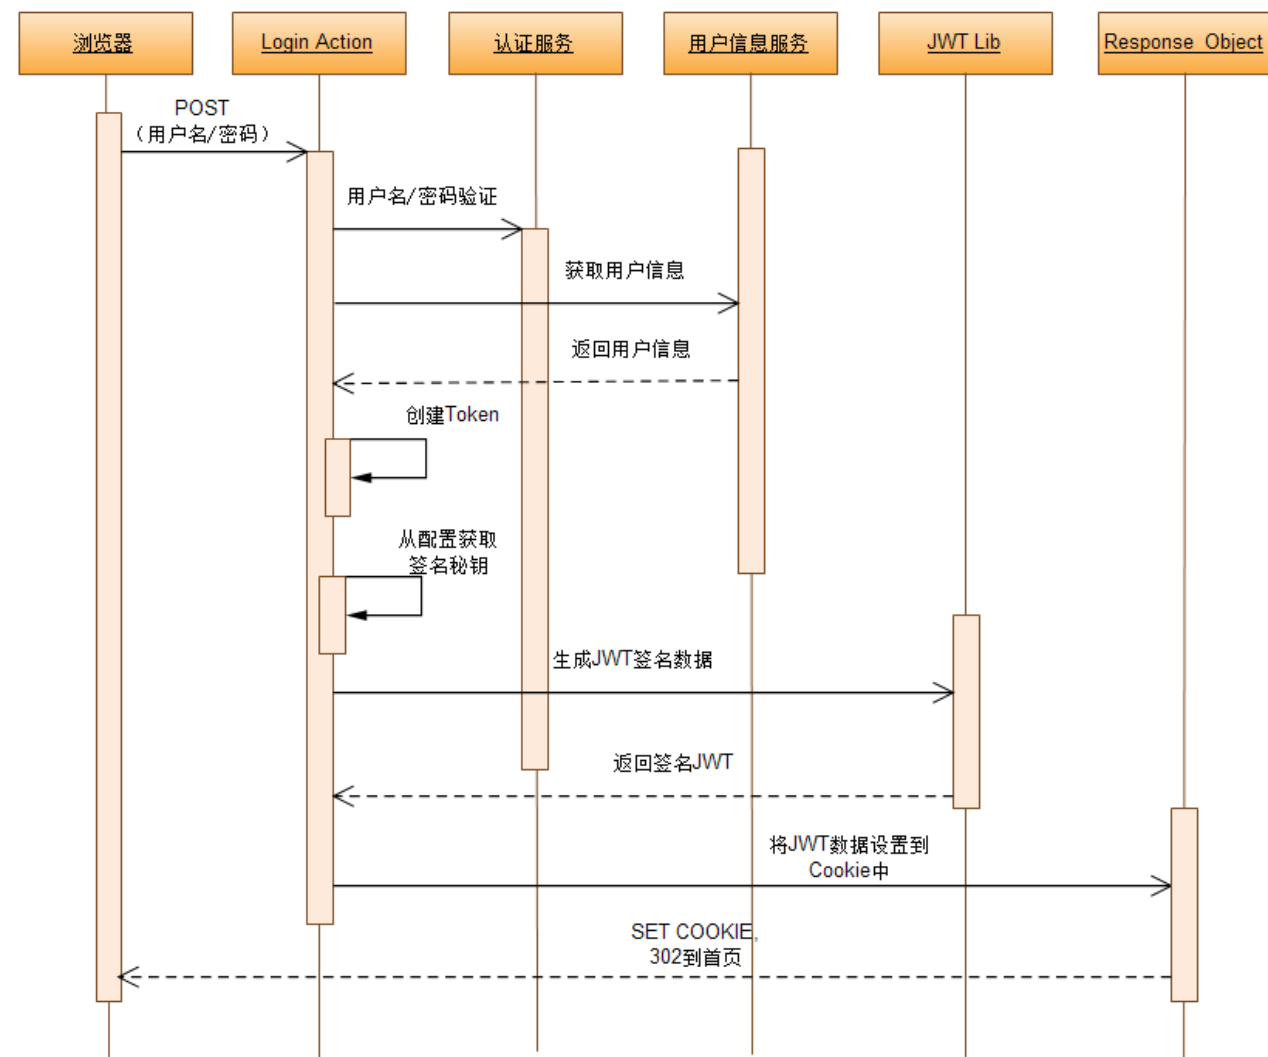 浏览器
Login Action
认证服务
用户信息服务
JWT Lib
Response Object
POST
（用户名/密码）
用户名/密码验证
获取用户信息
返回用户信息
创建Token
从配置获取
签名秘钥
生成JWT签名数据
返回签名JWT
将JWT数据设置到
Cookie中
SET COOKIE,
302到首页